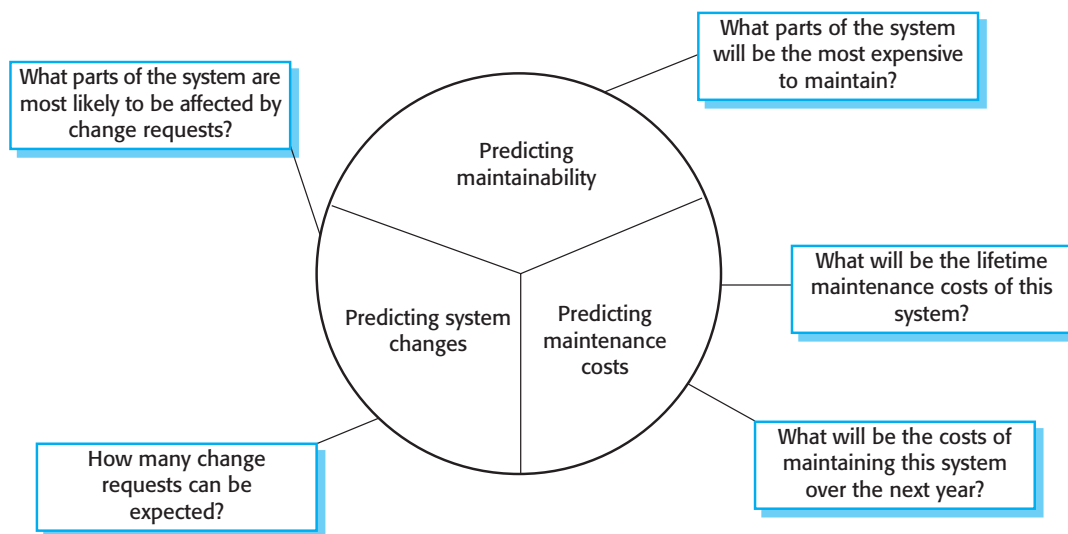 What parts of the system
will be the most expensive
to maintain?
What parts of the system are
most likely to be affected by
change requests?
Predicting
maintainability
What will be the lifetime
maintenance costs of this
system?
Predicting system
changes
Predicting
maintenance
costs
What will be the costs of
maintaining this system
over the next year?
How many change
requests can be
expected?